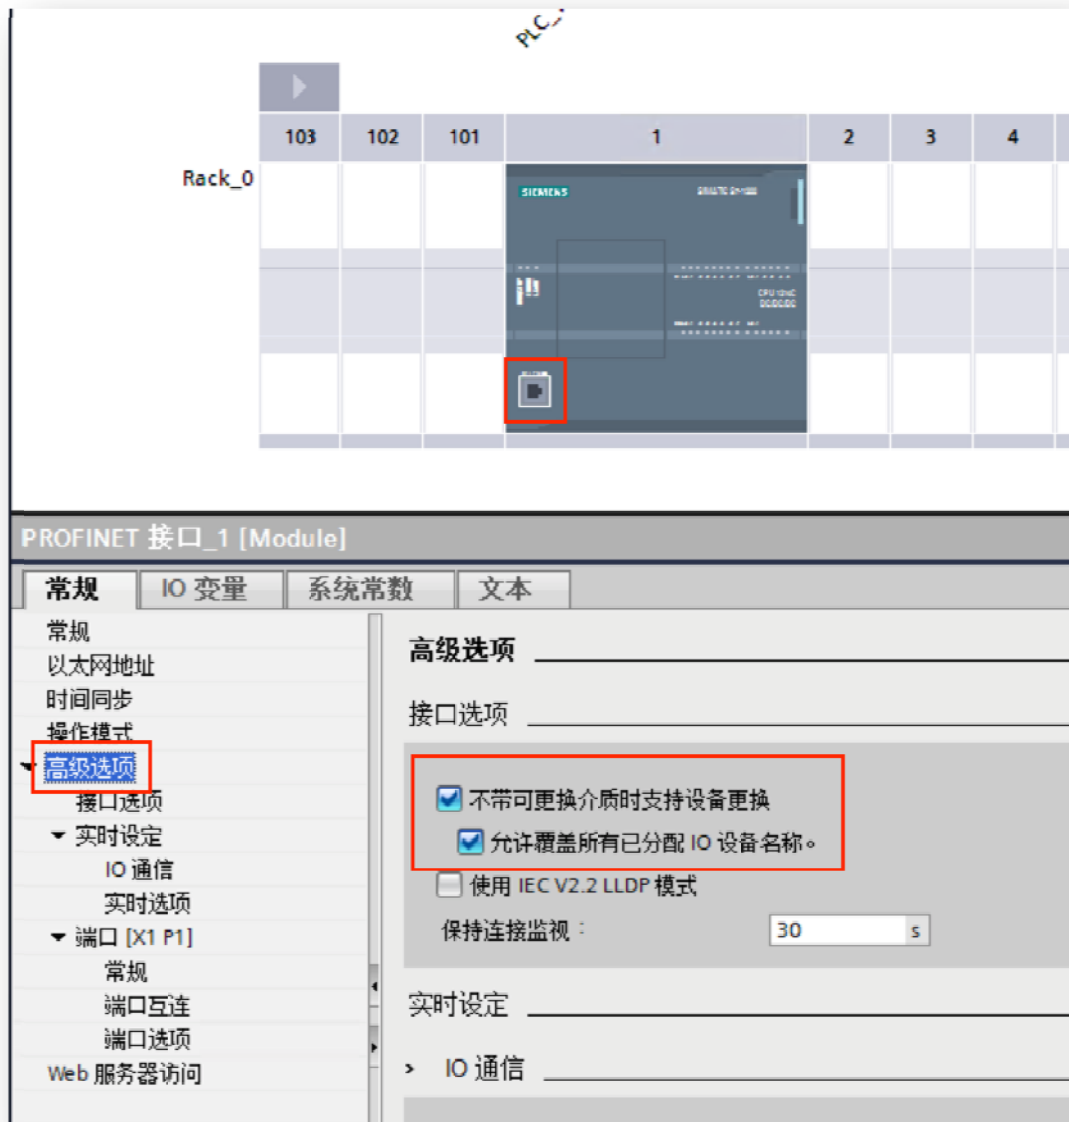 PLC_
103 102 101 1 2 3 4
Rack_0
SIEMENS
PROFINET 接口_1 [Module]
常规 IO 变量 系统常数 文本
常规
以太网地址
时间同步
操作模式
高级选项
接口选项
实时设定
IO 通信
实时选项
端口 [X1 P1]
常规
端口互连
端口选项
Web 服务器访问
高级选项
接口选项
不带可更换介质时支持设备更换
允许覆盖所有已分配 IO 设备名称。
使用 IEC V2.2 LLDP 模式
保持连接监视： 30 s
实时设定
IO 通信